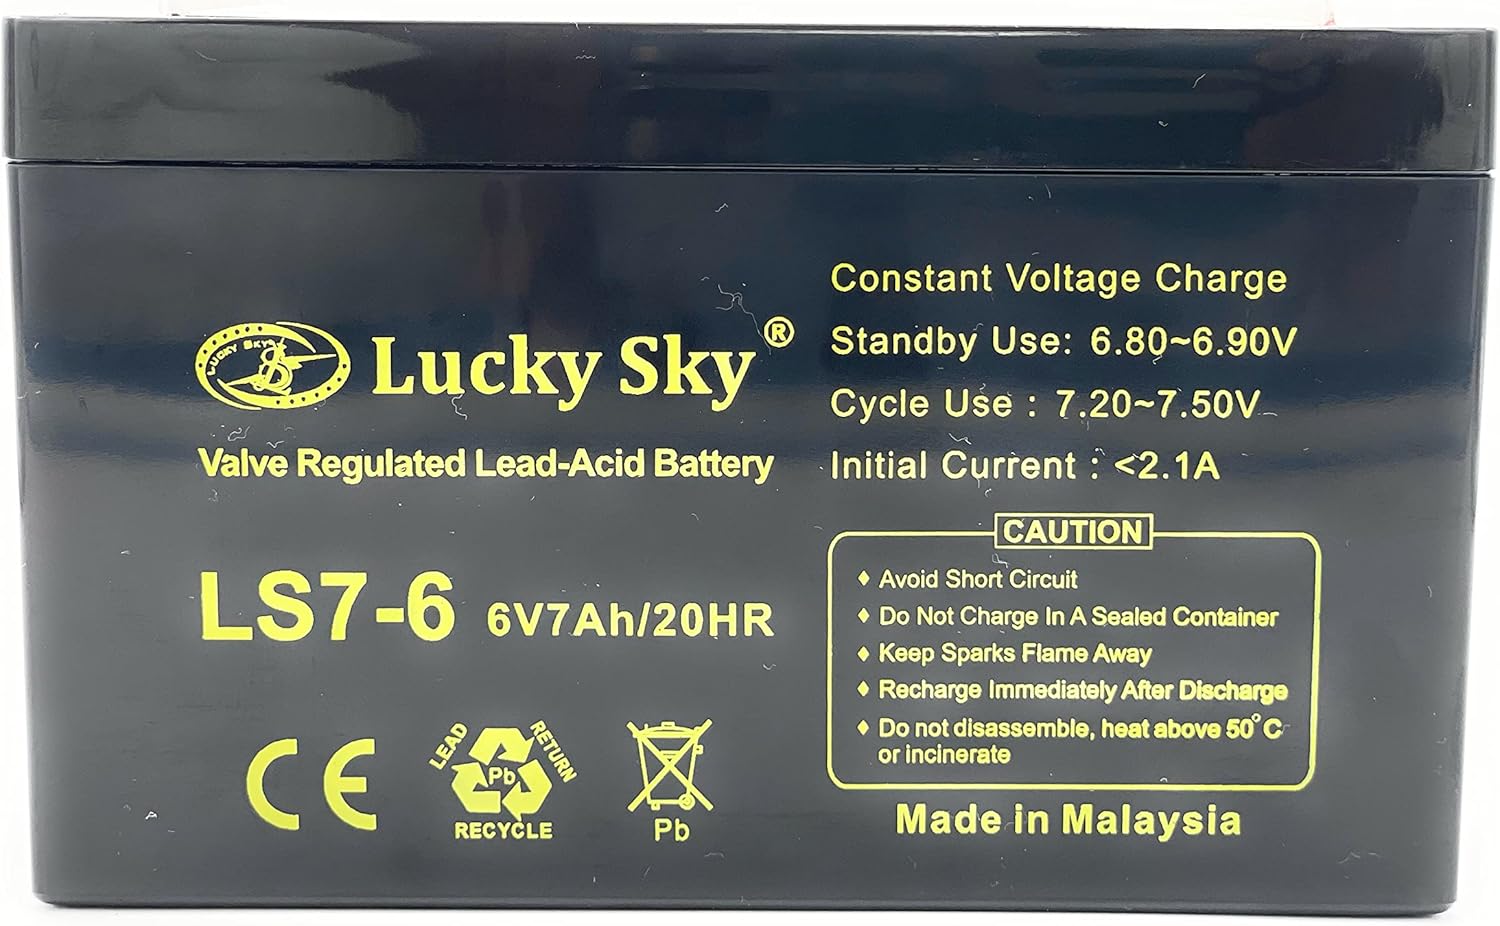 LUCKY SKY
Lucky Sky®
Valve Regulated Lead-Acid Battery
LS7-6 6V7Ah/20HR
LEAD RETURN
Pb
RECYCLE
Pb
CE
Constant Voltage Charge
Standby Use: 6.80~6.90V
Cycle Use : 7.20~7.50V
Initial Current : <2.1A
CAUTION
♦ Avoid Short Circuit
♦ Do Not Charge In A Sealed Container
♦ Keep Sparks Flame Away
♦ Recharge Immediately After Discharge
♦ Do not disassemble, heat above 50°C
or incinerate
Made in Malaysia